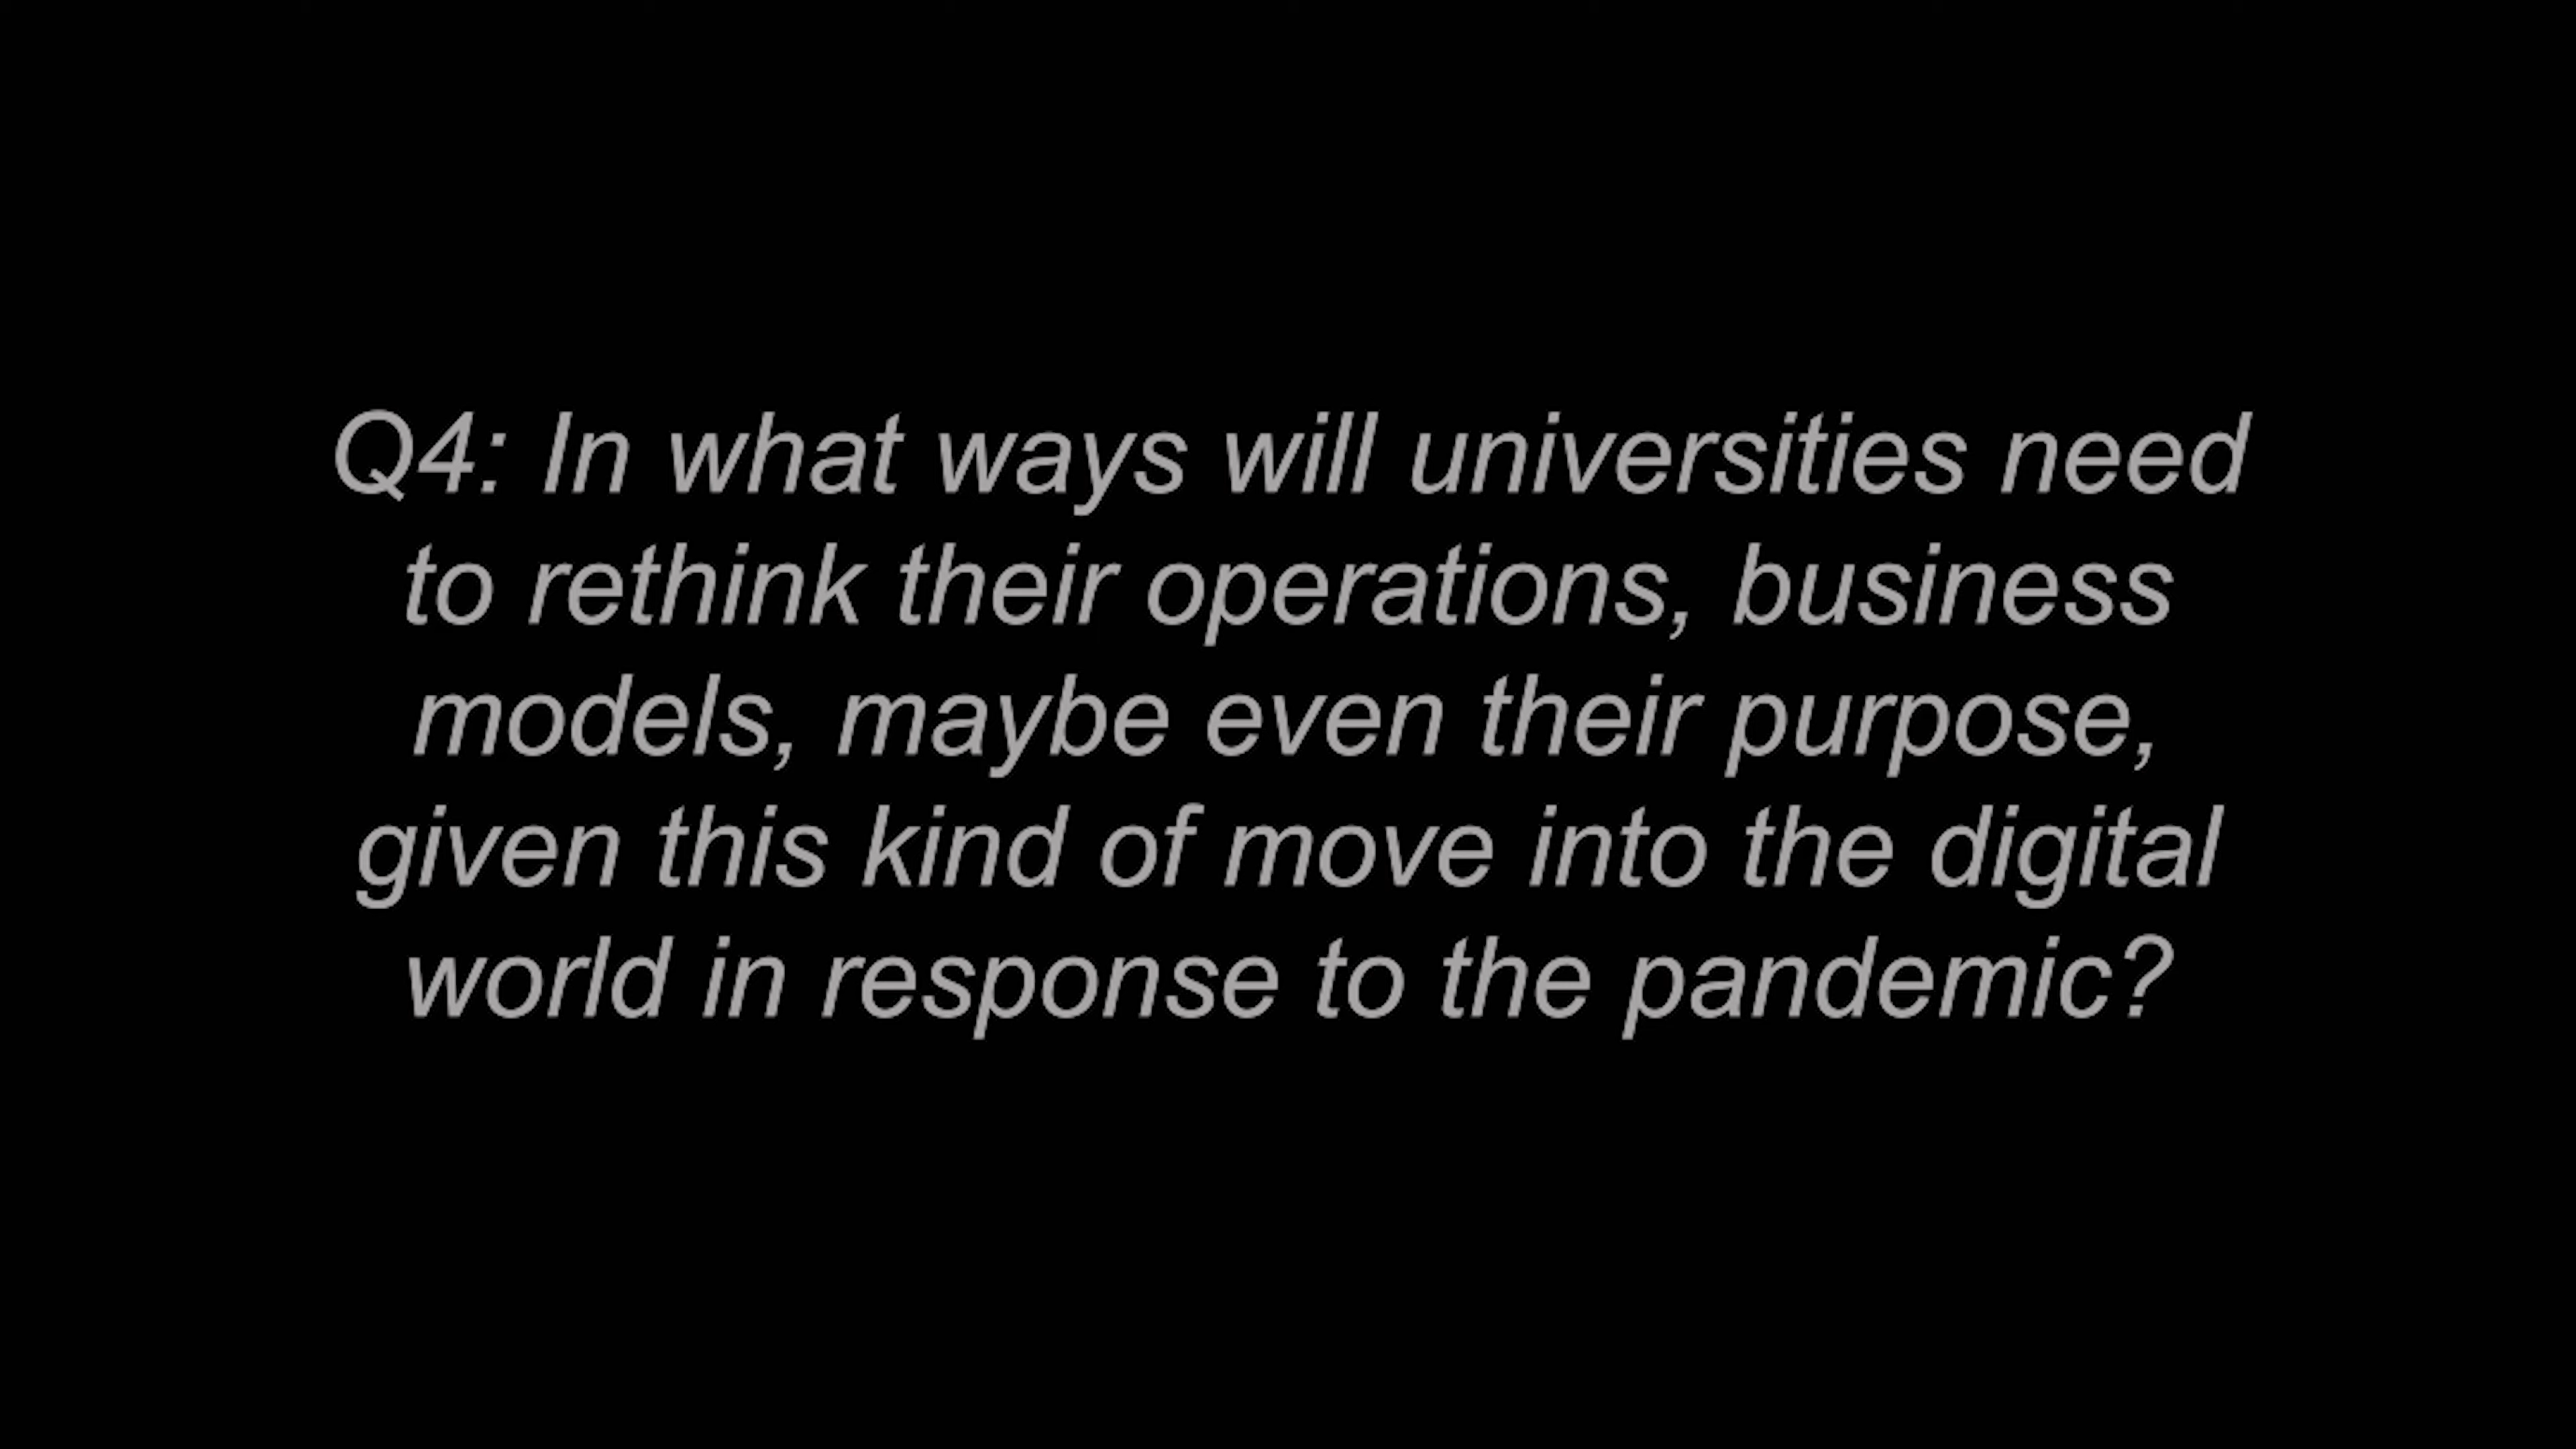 Q4: In what ways will universities need
to rethink their operations, business
models, maybe even their purpose,
given this kind of move into the digital
world in response to the pandemic?